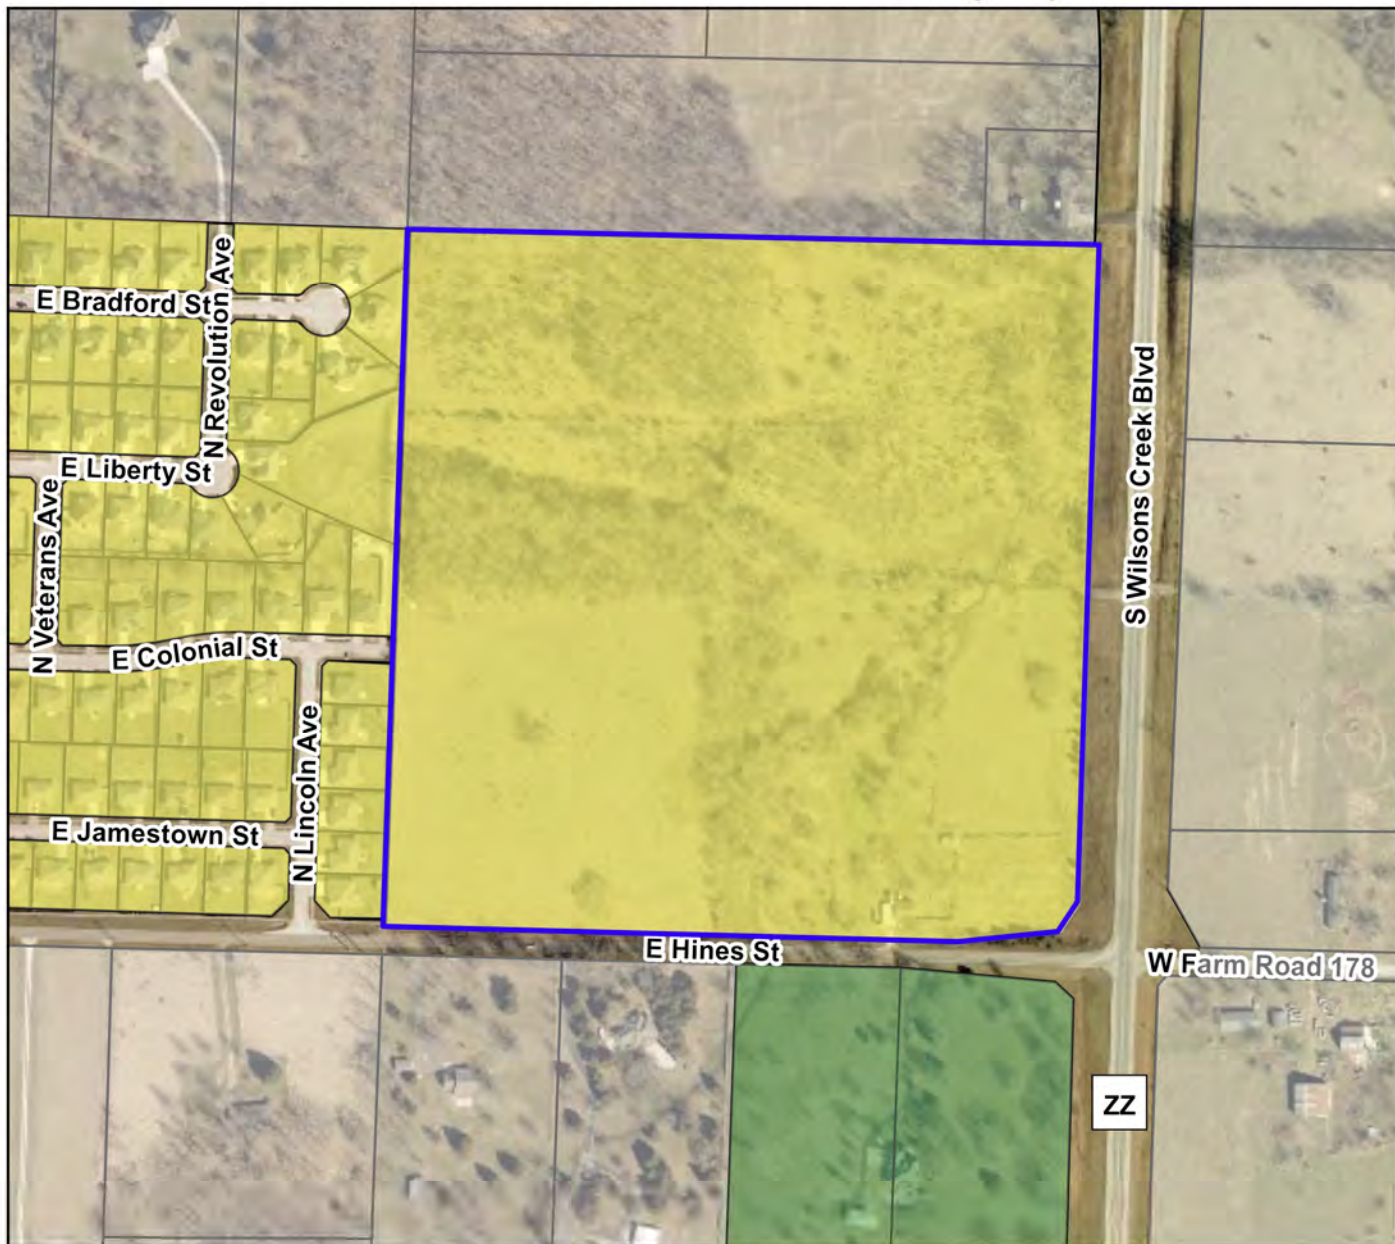 E Bradford St
N Revolution Ave
E Liberty St
N Veterans Ave
S Wilsons Creek Blvd
E Colonial St
N Lincoln Ave
E Jamestown St
E Hines St
W Farm Road 178
ZZ